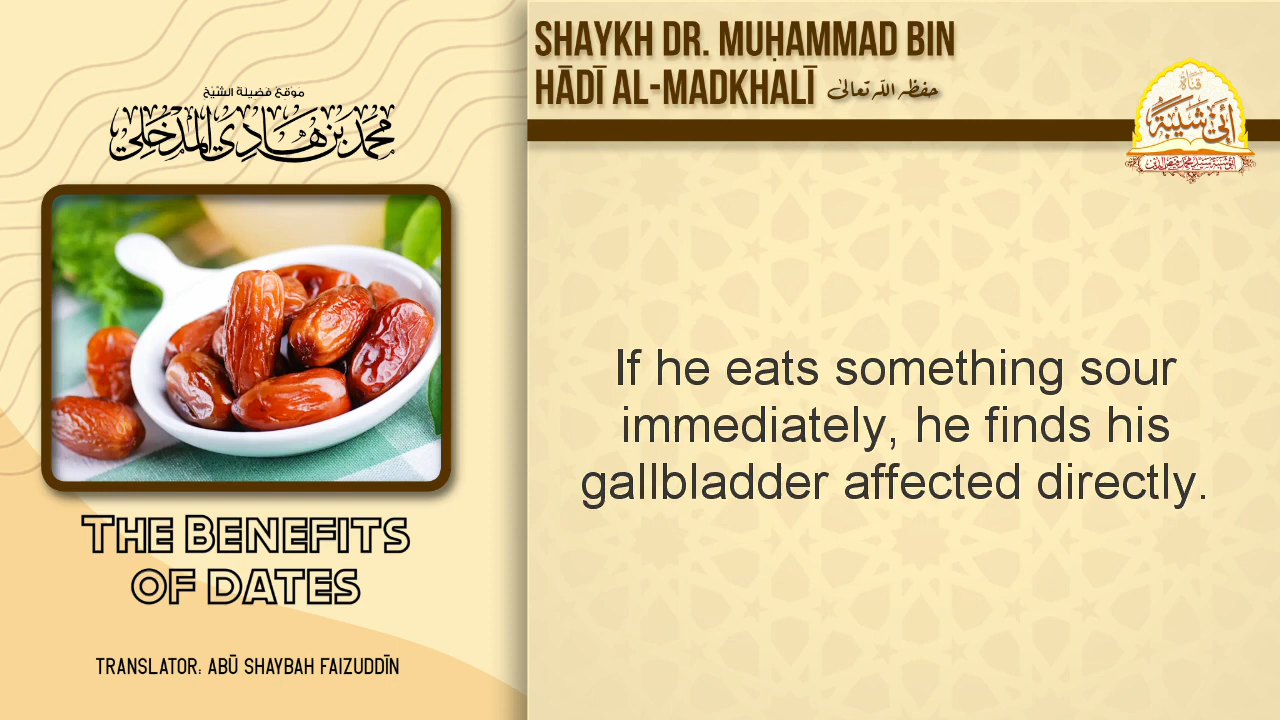 موقع فضيلة الشيخ
محمد بن هادي المدخلي
THE BENEFITS
OF DATES
TRANSLATOR: ABŪ SHAYBAH FAIZUDDĪN
SHAYKH DR. MUḤAMMAD BIN
HĀDĪ AL-MADKHALĪ حفظه الله تعالى
قناة
أبي شيبة
If he eats something sour
immediately, he finds his
gallbladder affected directly.